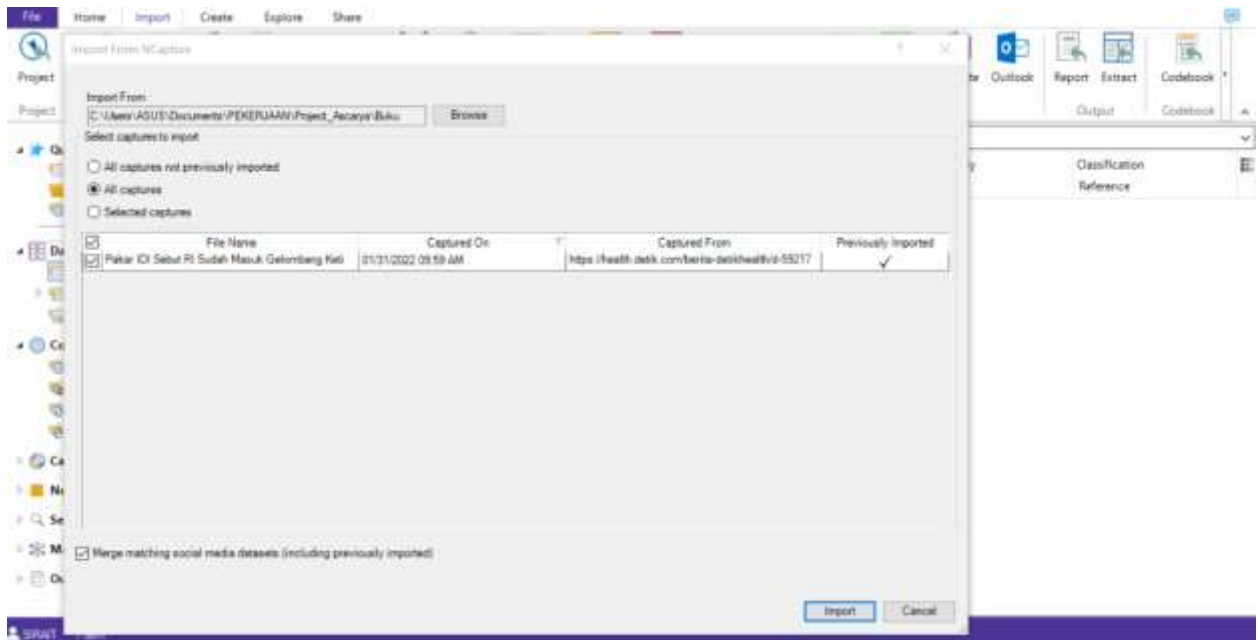 File Home Import Create Explore Share
Import From NCapture
Project
Outlook Report Extract Codebook
Project
Output Codebook
Import From
C:\Users\ASUS\Documents\PEKERJAAN\Project_Ascarya\Buku
Browse
Select captures to import
All captures not previously imported
All captures
Selected captures
Classification
Reference
File Name Captured On Captured From Previously Imported
Pakar IDI Sebut RI Sudah Masuk Gelombang Keti 01/31/2022 09:59 AM https://health.detik.com/berita-detikhealth/d-59217
Merge matching social media datasets (including previously imported)
Import Cancel
SIRAIT